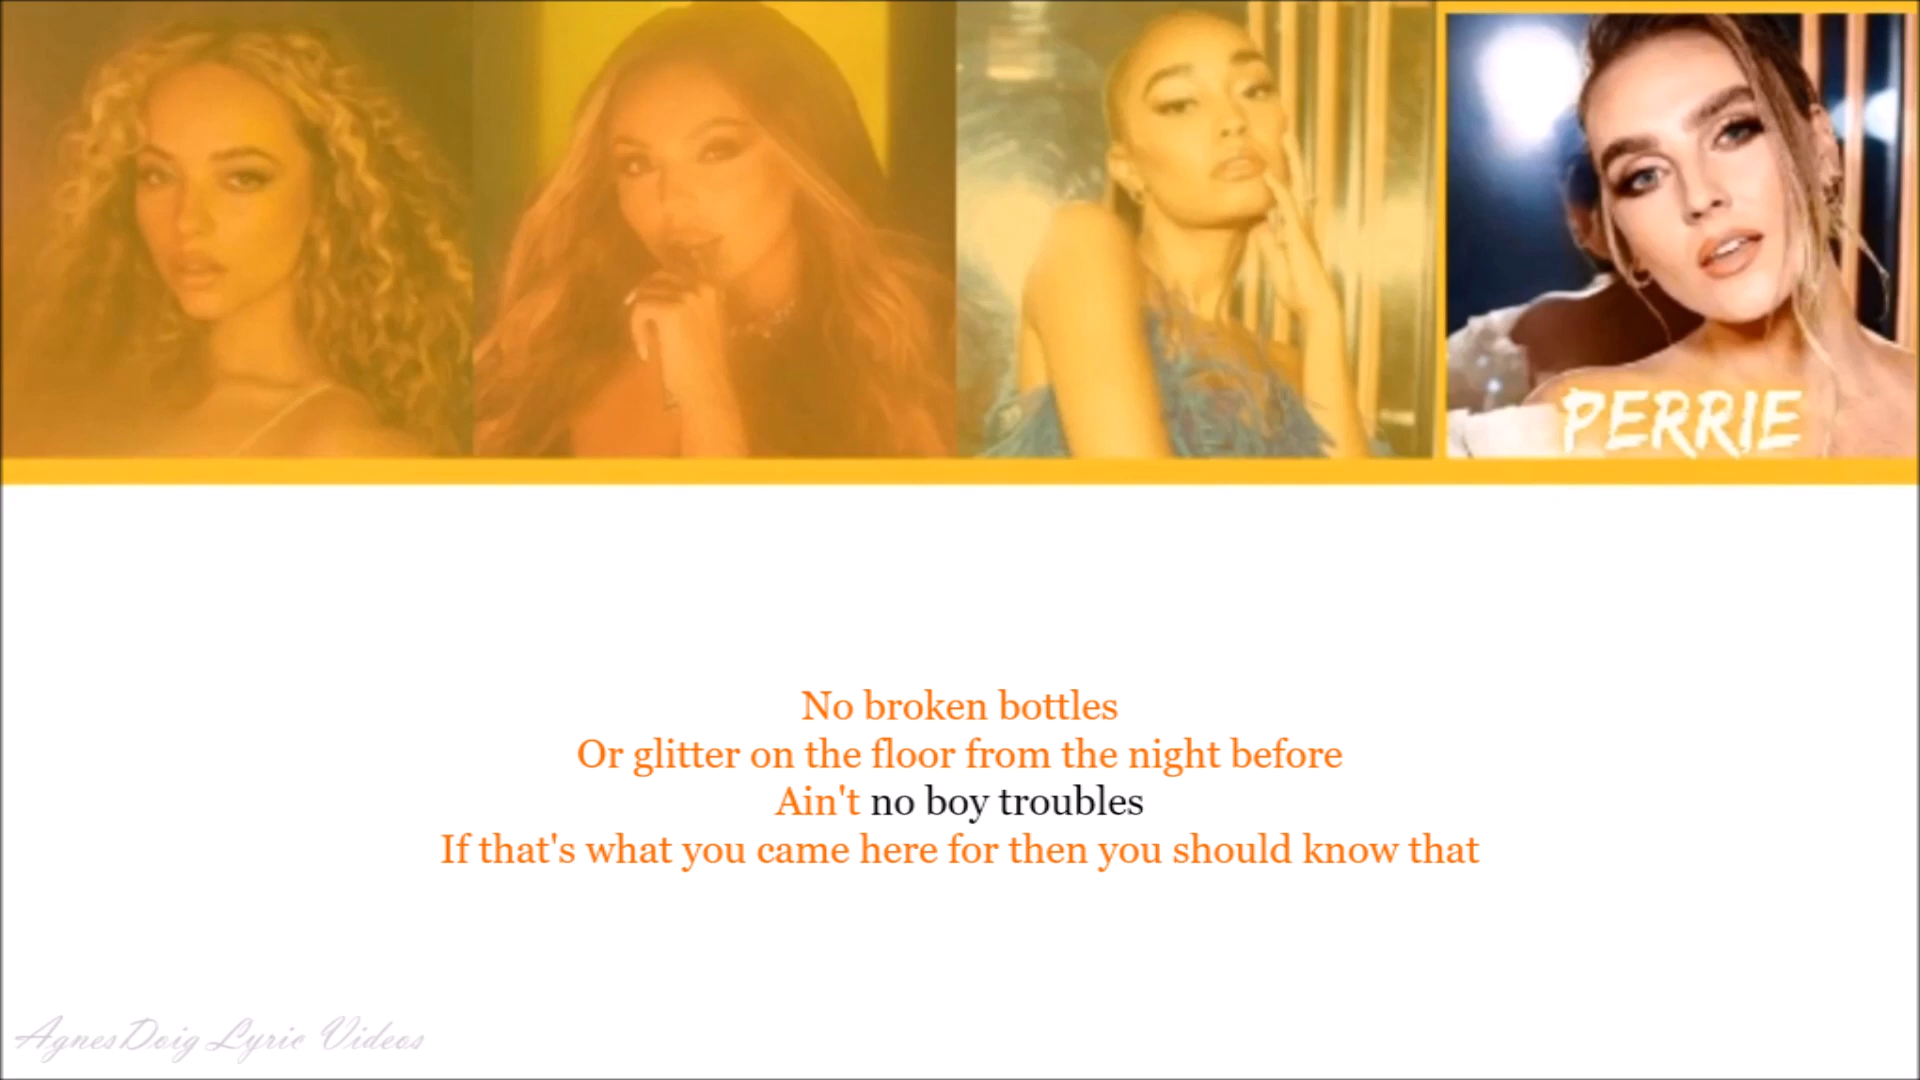 PERRIE
No broken bottles
Or glitter on the floor from the night before
Ain't no boy troubles
If that's what you came here for then you should know that
AgnesDoig Lyric Videos